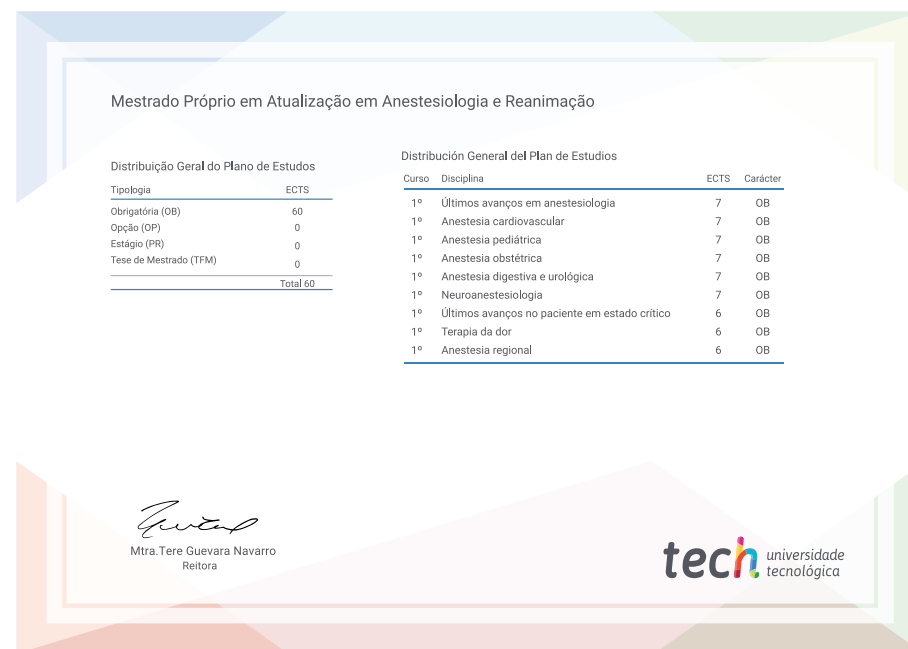 Mestrado Próprio em Atualização em Anestesiologia e Reanimação
Distribuição Geral do Plano de Estudos
Tipologia ECTS
Obrigatória (OB) 60
Opção (OP) 0
Estágio (PR) 0
Tese de Mestrado (TFM) 0
Total 60
Distribución General del Plan de Estudios
Curso Disciplina ECTS Carácter
1º Últimos avanços em anestesiologia 7 OB
1º Anestesia cardiovascular 7 OB
1º Anestesia pediátrica 7 OB
1º Anestesia obstétrica 7 OB
1º Anestesia digestiva e urológica 7 OB
1º Neuroanestesiologia 7 OB
1º Últimos avanços no paciente em estado crítico 6 OB
1º Terapia da dor 6 OB
1º Anestesia regional 6 OB
Mtra.Tere Guevara Navarro
Reitora
tech universidade
tecnológica